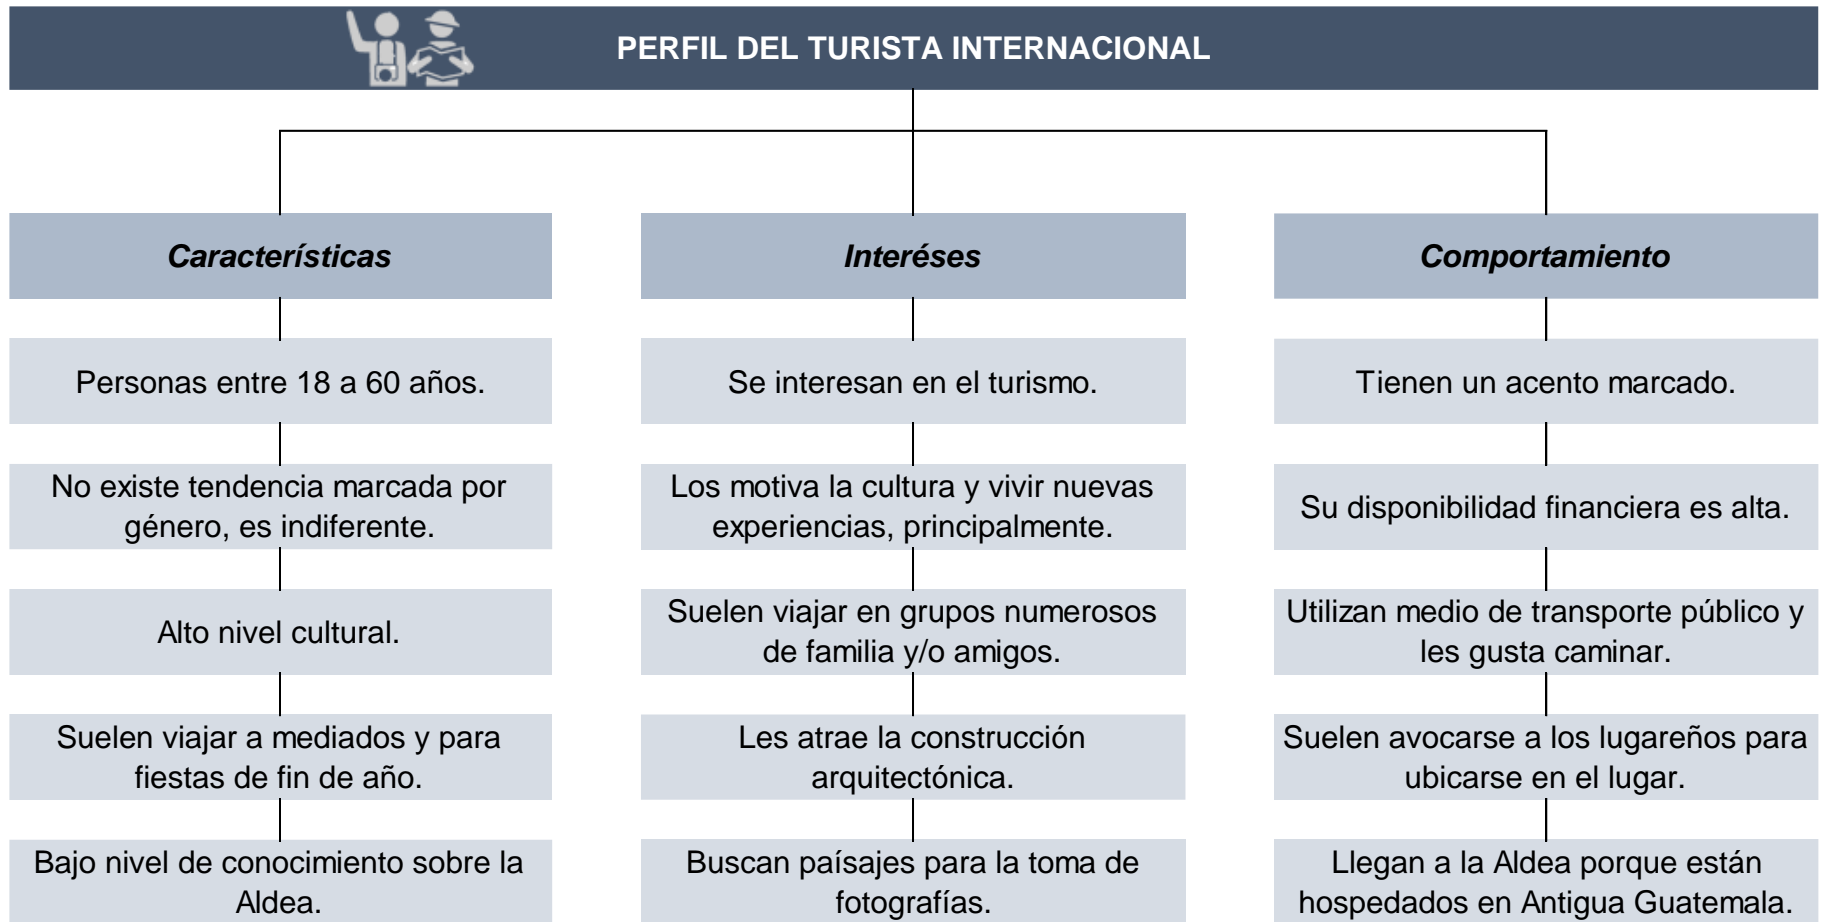 PERFIL DEL TURISTA INTERNACIONAL
Característicias
Personas entre 18 a 60 años.
No existe tendencia marcada por
género, es indiferente.
Alto nivel cultural.
Suelen viajar a mediados y para
fiestas de fin de año.
Bajo nivel de conocimiento sobre la
Aldea.
Interéses
Se interesan en el turismo.
Los motiva la cultura y vivir nuevas
experiencias, principalmente.
Suelen viajar en grupos numerosos
de familia y/o amigos.
Les atrae la construcción
arquitectónica.
Buscan países para la toma de
fotografías.
Comportamiento
Tienen un acento marcado.
Su disponibilidad financiera es alta.
Utilizan medio de transporte público y
les gusta caminar.
Suelen avocarse a los lugareños para
ubicarse en el lugar.
Llegan a la Aldea porque están
hospedados en Antigua Guatemala.